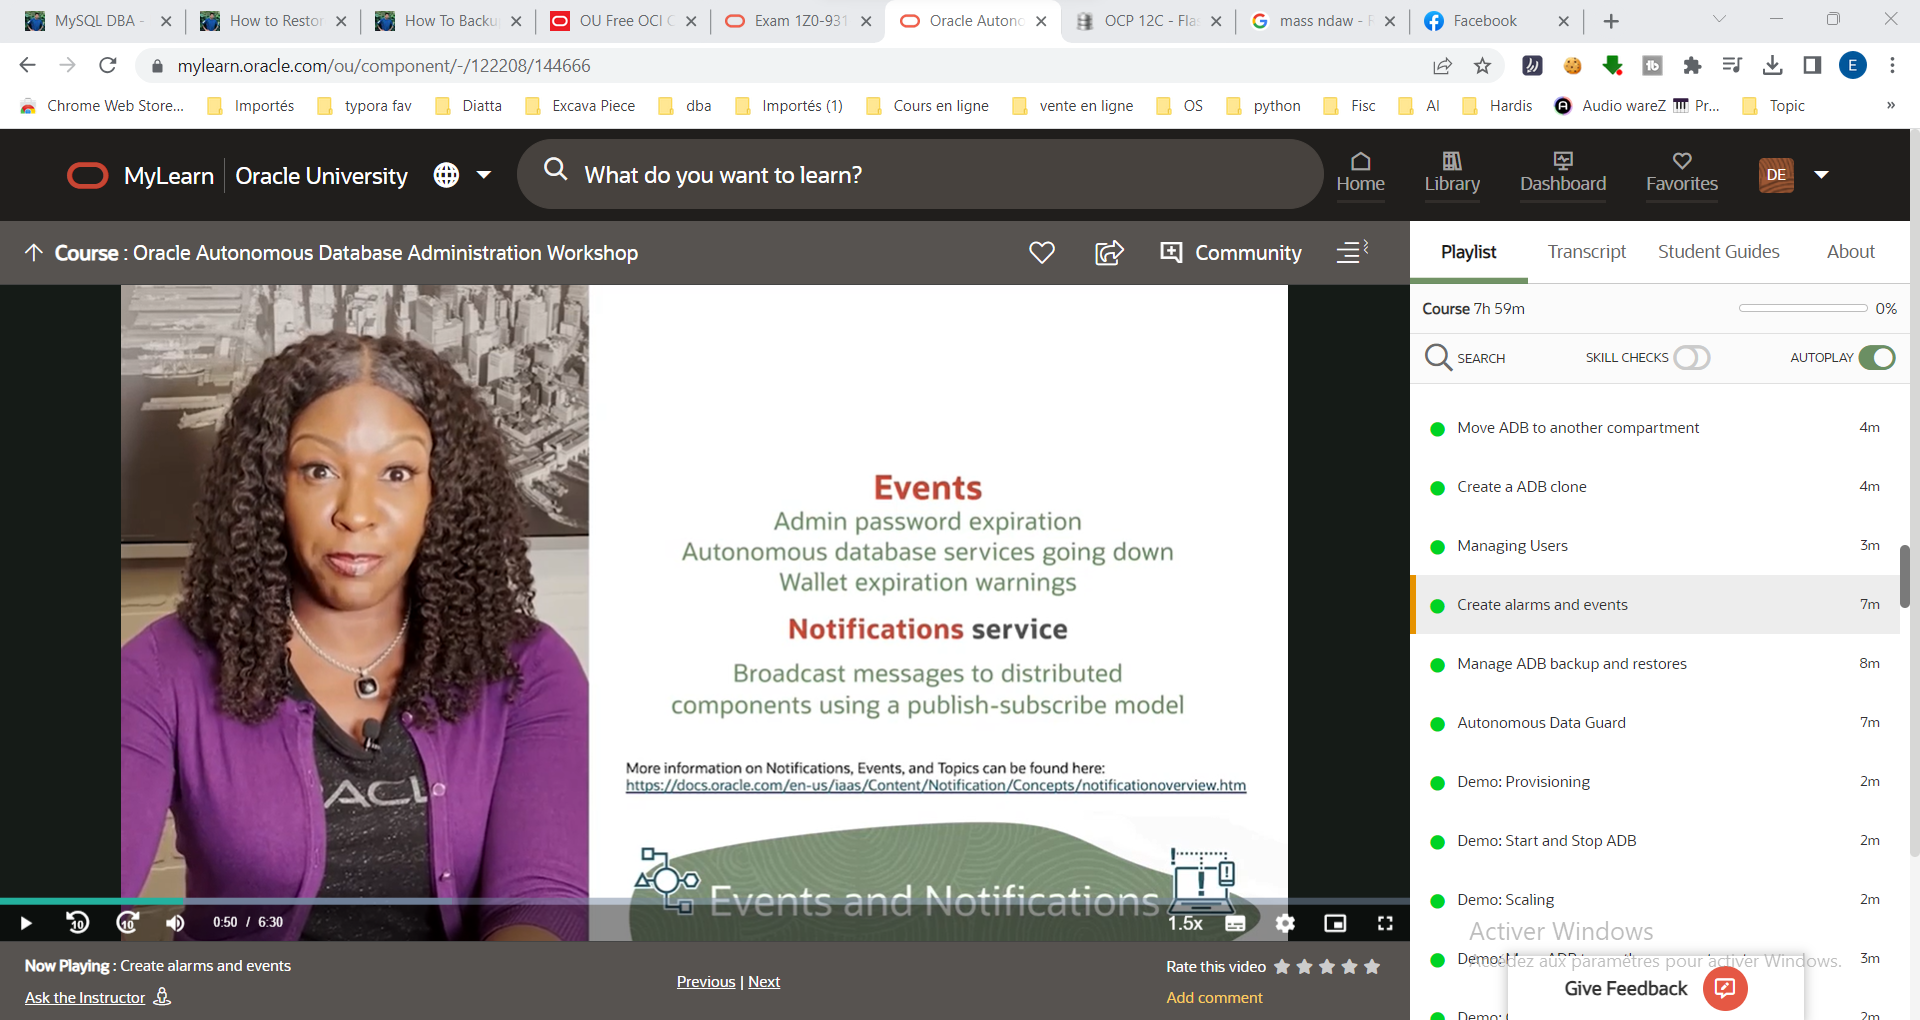 MySQL DBA -
How to Resto
How To Backu
OU Free OCI C
Exam 1Z0-931
Oracle Autono
OCP 12C - Fla
mass ndaw - R
Facebook
mylearn.oracle.com/ou/component/-/122208/144666
E
Chrome Web Store...
Importés
typora fav
Diatta
Excava Piece
dba
Importés (1)
Cours en ligne
vente en ligne
OS
python
Fisc
AI
Hardis
Audio wareZ
Pr...
Topic
»
MyLearn
Oracle University
What do you want to learn?
Home
Library
Dashboard
Favorites
DE
Course : Oracle Autonomous Database Administration Workshop
Community
Playlist
Transcript
Student Guides
About
Course 7h 59m
0%
SEARCH
SKILL CHECKS
AUTOPLAY
Move ADB to another compartment 4m
Create a ADB clone 4m
Managing Users 3m
Create alarms and events 7m
Manage ADB backup and restores 8m
Autonomous Data Guard 7m
Demo: Provisioning 2m
Demo: Start and Stop ADB 2m
Demo: Scaling 2m
3m
2m
Events
Admin password expiration
Autonomous database services going down
Wallet expiration warnings
Notifications service
Broadcast messages to distributed
components using a publish-subscribe model
More information on Notifications, Events, and Topics can be found here:
https://docs.oracle.com/en-us/iaas/Content/Notification/Concepts/notificationoverview.htm
Events and Notifications
ACL
10
10
0:50 / 6:30
1.5x
Now Playing : Create alarms and events
Ask the Instructor
Previous | Next
Rate this video
Add comment
Activer Windows
Accédez aux paramètres pour activer Windows.
Give Feedback